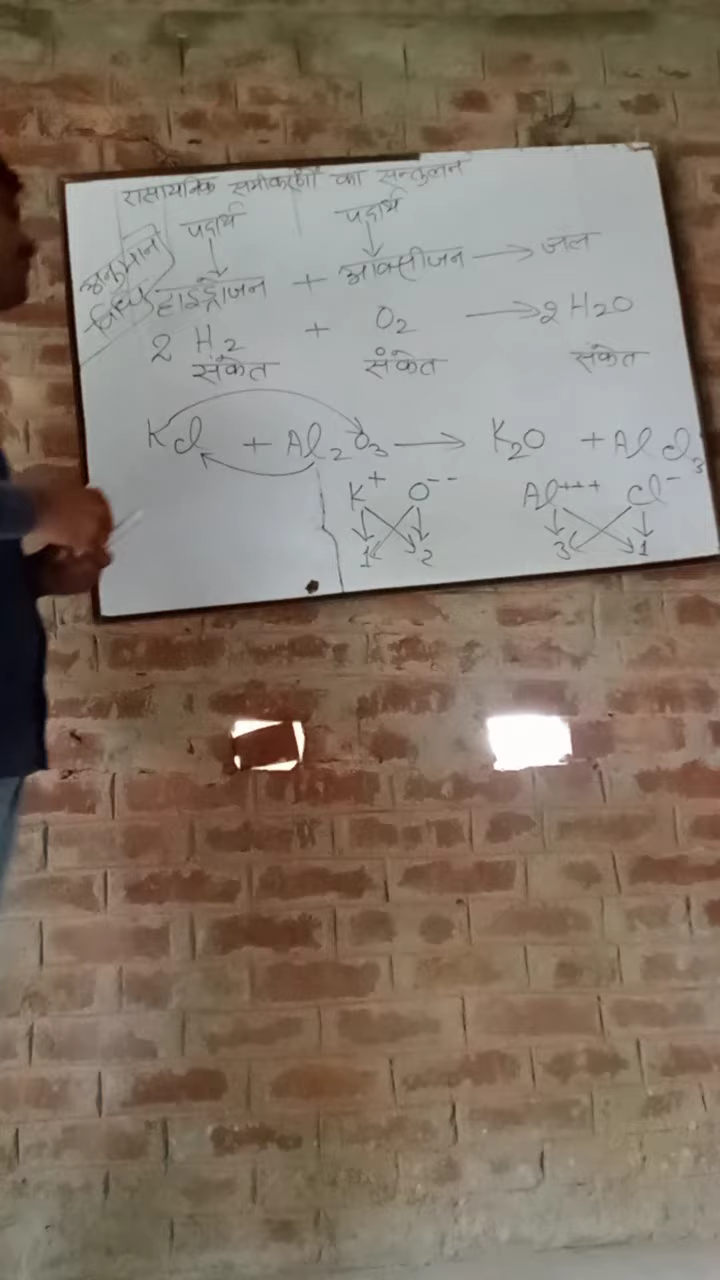 रासायनिक समीकरणों का सन्तुलन
पदार्थ पदार्थ
अनुमान
विधि
हाइड्रोजन + ऑक्सीजन → जल
2 H2 + O2 → 2 H2O
संकेत संकेत संकेत
KCl + Al2O3 → K2O + AlCl3
K+ O-- Al+++ Cl-
1 2 3 1